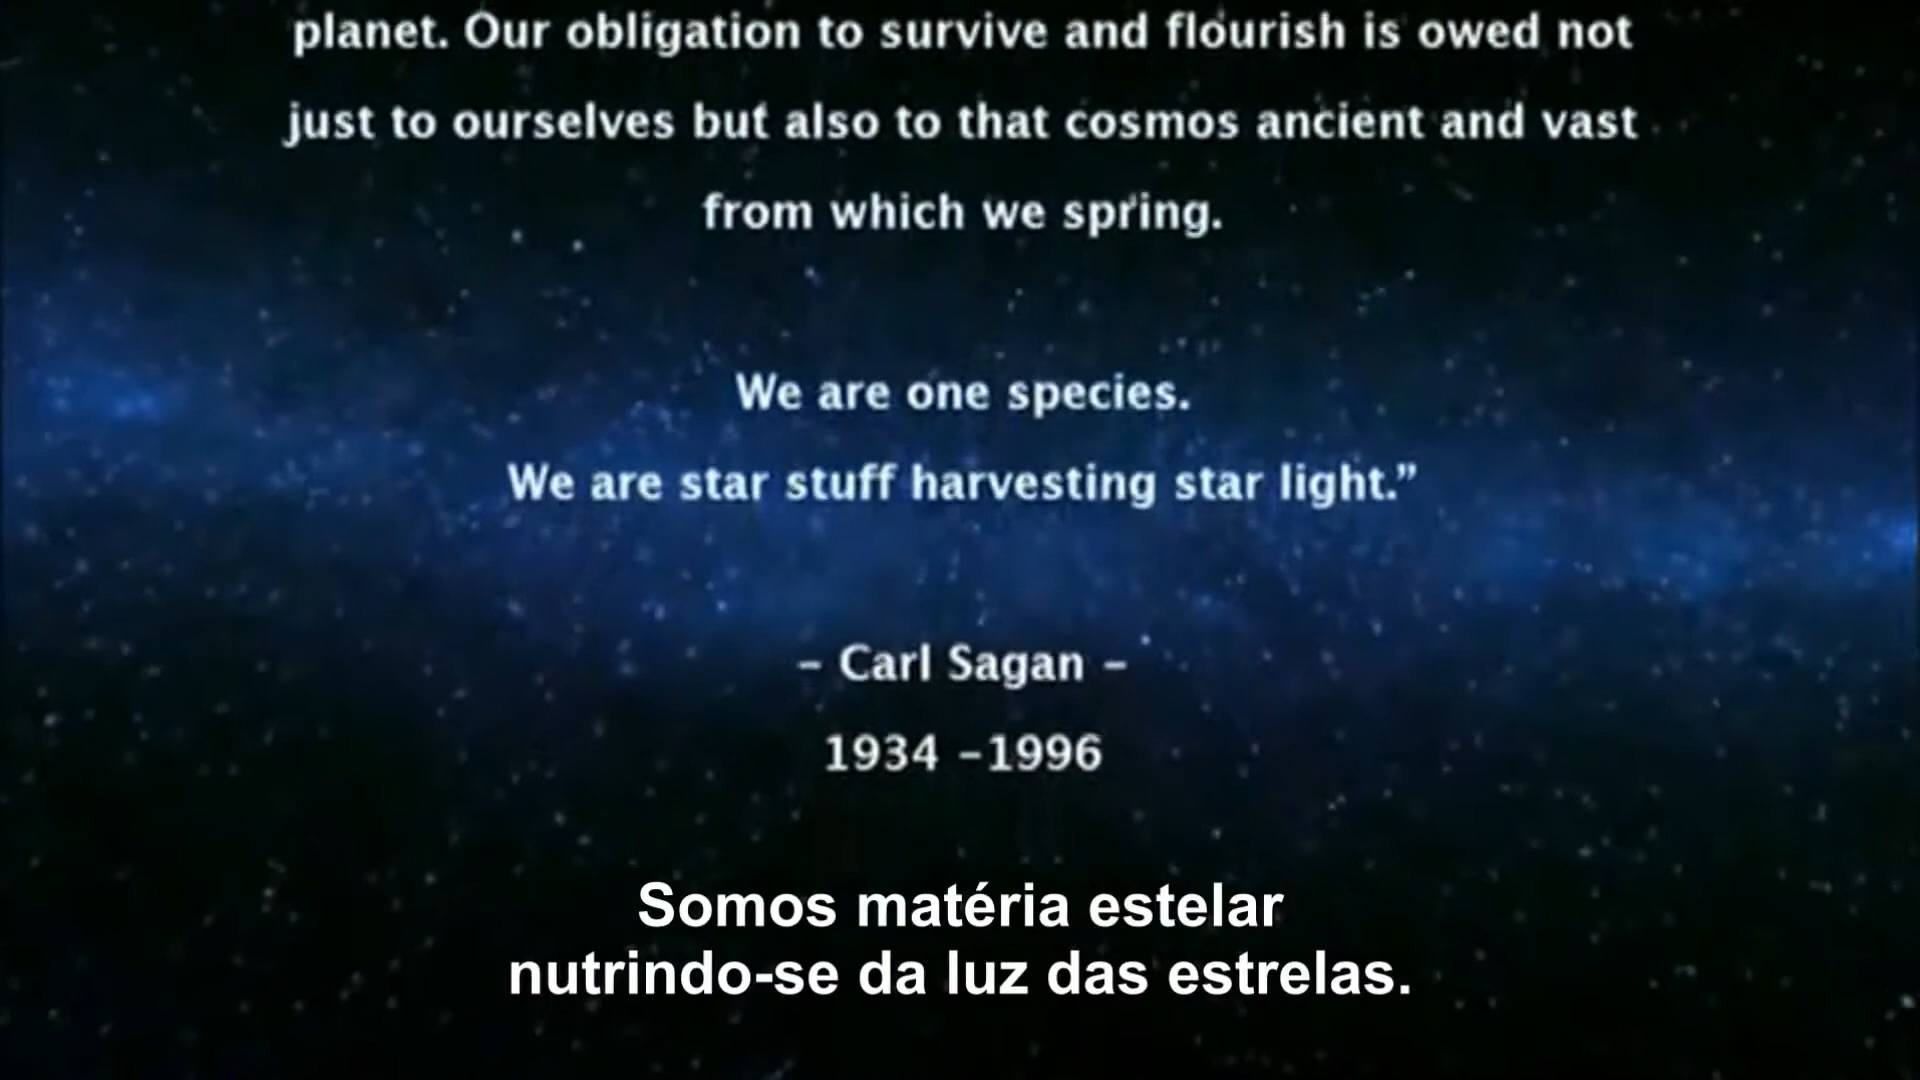 planet. Our obligation to survive and flourish is owed not
just to ourselves but also to that cosmos ancient and vast
from which we spring.
We are one species.
We are star stuff harvesting star light.”
– Carl Sagan –
1934 –1996
Somos matéria estelar
nutrindo-se da luz das estrelas.